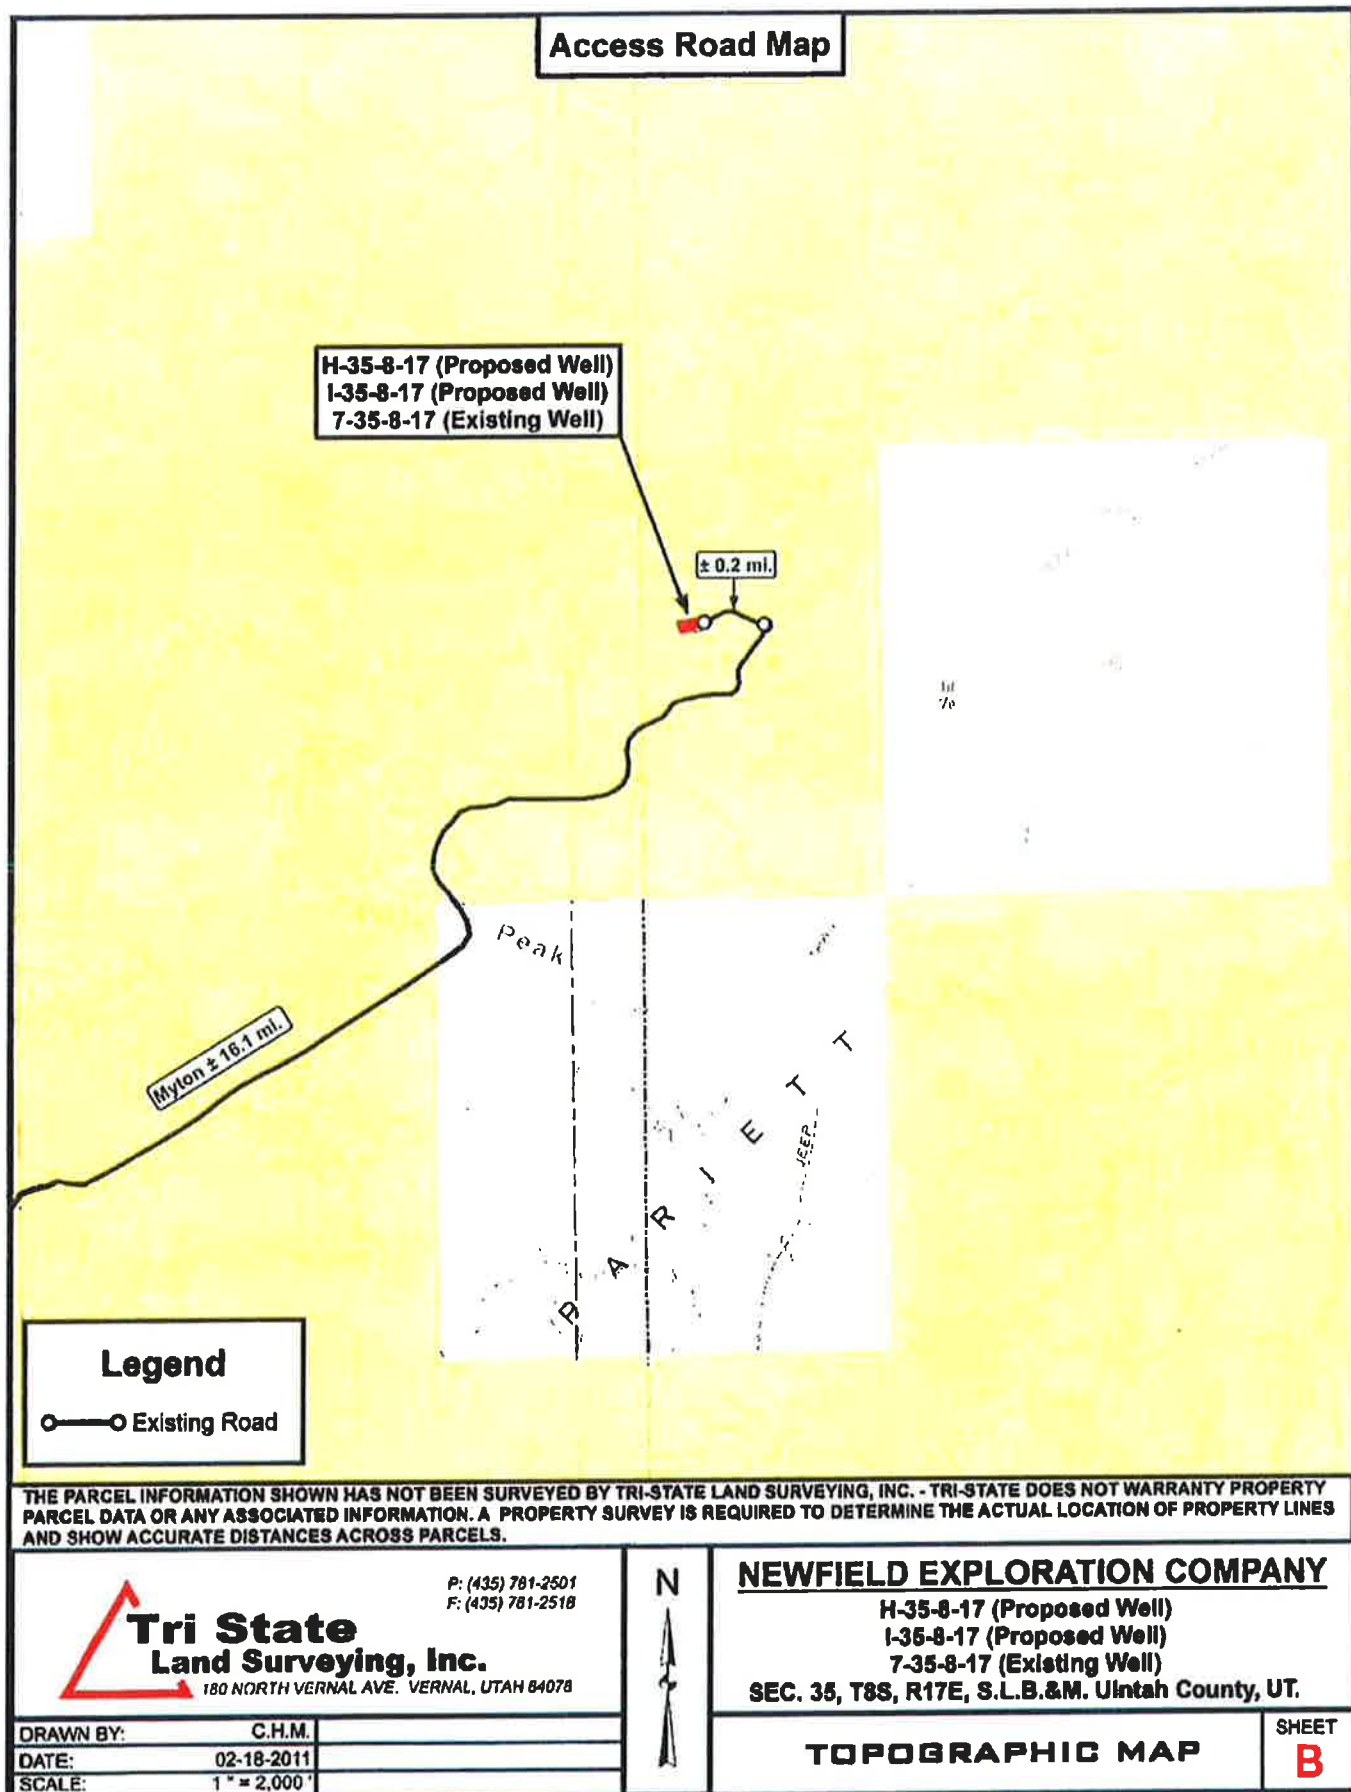 Access Road Map
H-35-8-17 (Proposed Well)
I-35-8-17 (Proposed Well)
7-35-8-17 (Existing Well)
± 0.2 mi.
Peak
Myton ± 16.1 mi.
PARIETT
JEEP
Legend
Existing Road
THE PARCEL INFORMATION SHOWN HAS NOT BEEN SURVEYED BY TRI-STATE LAND SURVEYING, INC. - TRI-STATE DOES NOT WARRANTY PROPERTY
PARCEL DATA OR ANY ASSOCIATED INFORMATION. A PROPERTY SURVEY IS REQUIRED TO DETERMINE THE ACTUAL LOCATION OF PROPERTY LINES
AND SHOW ACCURATE DISTANCES ACROSS PARCELS.
P: (435) 781-2501
F: (435) 781-2518
Tri State
Land Surveying, Inc.
180 NORTH VERNAL AVE. VERNAL, UTAH 84078
N
NEWFIELD EXPLORATION COMPANY
H-35-8-17 (Proposed Well)
I-35-8-17 (Proposed Well)
7-35-8-17 (Existing Well)
SEC. 35, T8S, R17E, S.L.B.&M. Uintah County, UT.
DRAWN BY: C.H.M.
DATE: 02-18-2011
SCALE: 1 " = 2,000 '
TOPOGRAPHIC MAP
SHEET
B